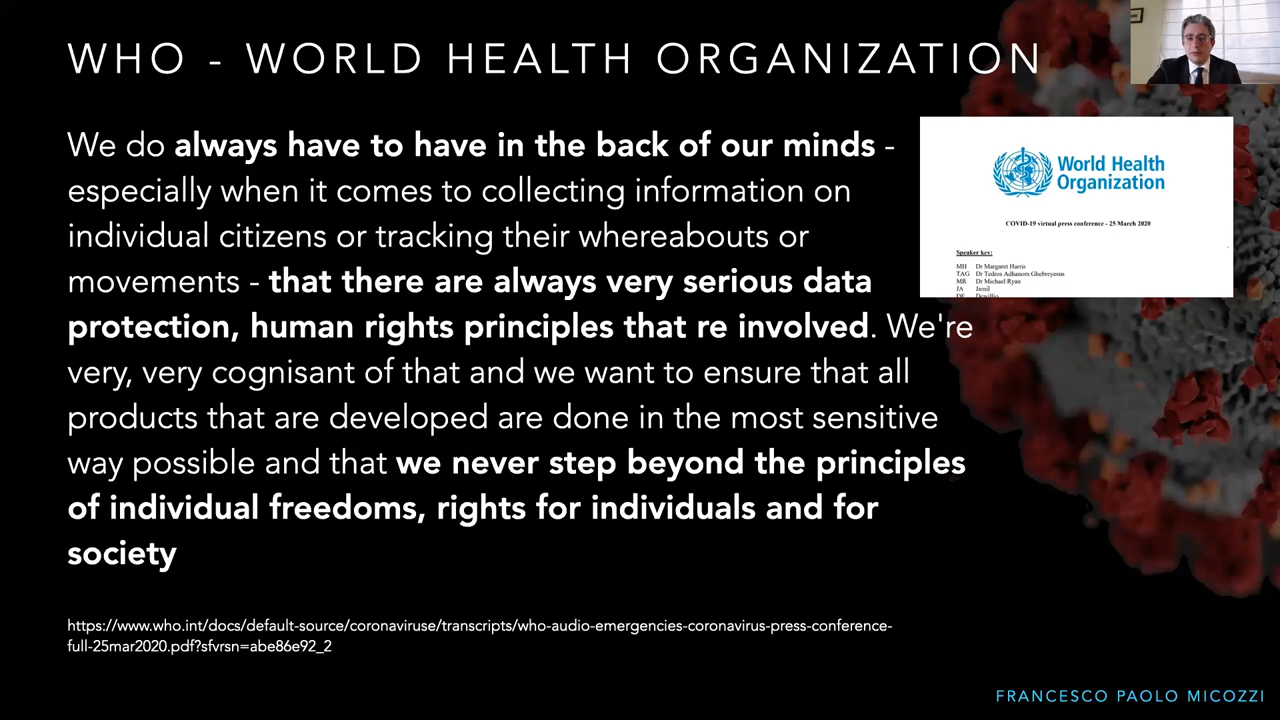 WHO - WORLD HEALTH ORGANIZATION
We do always have to have in the back of our minds -
especially when it comes to collecting information on
individual citizens or tracking their whereabouts or
movements - that there are always very serious data
protection, human rights principles that re involved. We're
very, very cognisant of that and we want to ensure that all
products that are developed are done in the most sensitive
way possible and that we never step beyond the principles
of individual freedoms, rights for individuals and for
society
https://www.who.int/docs/default-source/coronaviruse/transcripts/who-audio-emergencies-coronavirus-press-conference-
full-25mar2020.pdf?sfvrsn=abe86e92_2
World Health
Organization
COVID-19 virtual press conference - 25 March 2020
Speaker key:
MH Dr Margaret Harris
TAG Dr Tedros Adhanom Ghebreyesus
MR Dr Michael Ryan
JA Jamil
FRANCESCO PAOLO MICOZZI